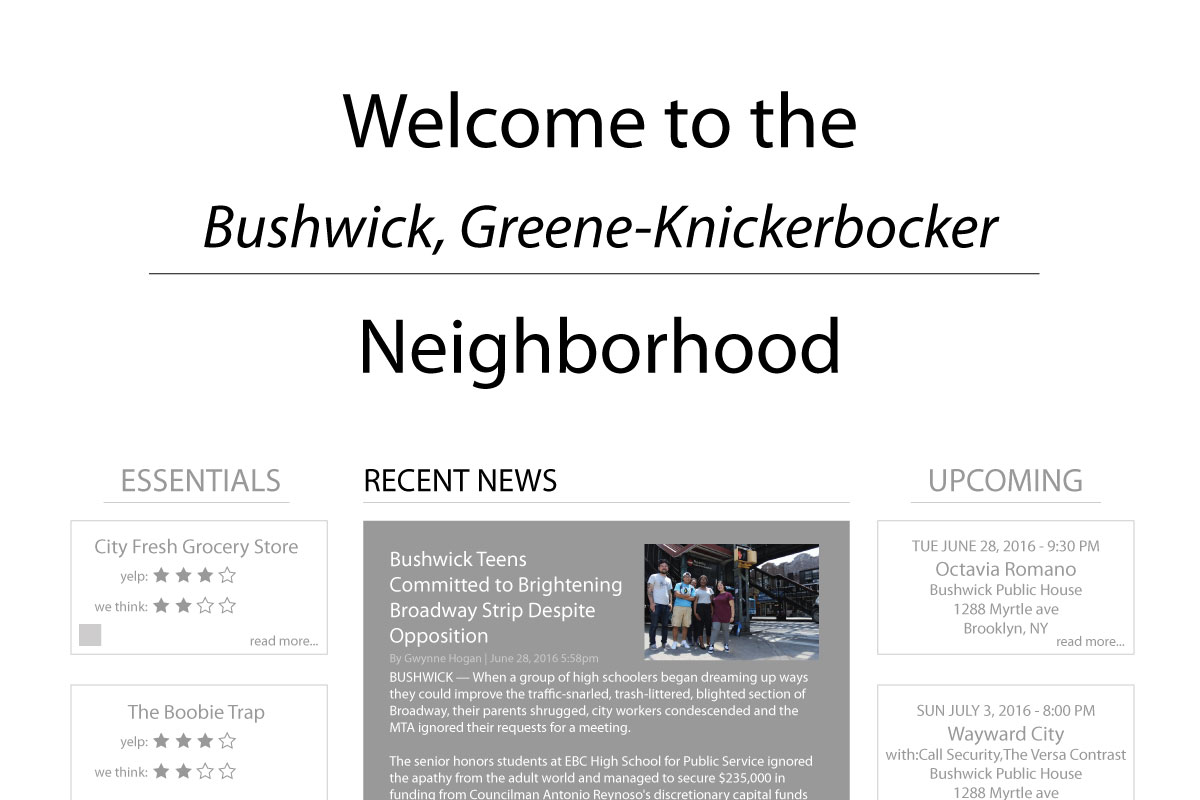 Welcome to the
Bushwick, Greene-Knickerbocker
Neighborhood
ESSENTIALS
City Fresh Grocery Store
yelp:
we think:
read more...
The Boobie Trap
yelp:
we think:
RECENT NEWS
Bushwick Teens
Committed to Brightening
Broadway Strip Despite
Opposition
By Gwynne Hogan | June 28, 2016 5:58pm
BUSHWICK — When a group of high schoolers began dreaming up ways
they could improve the traffic-snarled, trash-littered, blighted section of
Broadway, their parents shrugged, city workers condescended and the
MTA ignored their requests for a meeting.
The senior honors students at EBC High School for Public Service ignored
the apathy from the adult world and managed to secure $235,000 in
funding from Councilman Antonio Reynoso's discretionary capital funds
UPCOMING
TUE JUNE 28, 2016 - 9:30 PM
Octavia Romano
Bushwick Public House
1288 Myrtle ave
Brooklyn, NY
read more...
SUN JULY 3, 2016 - 8:00 PM
Wayward City
with:Call Security,The Versa Contrast
Bushwick Public House
1288 Myrtle ave